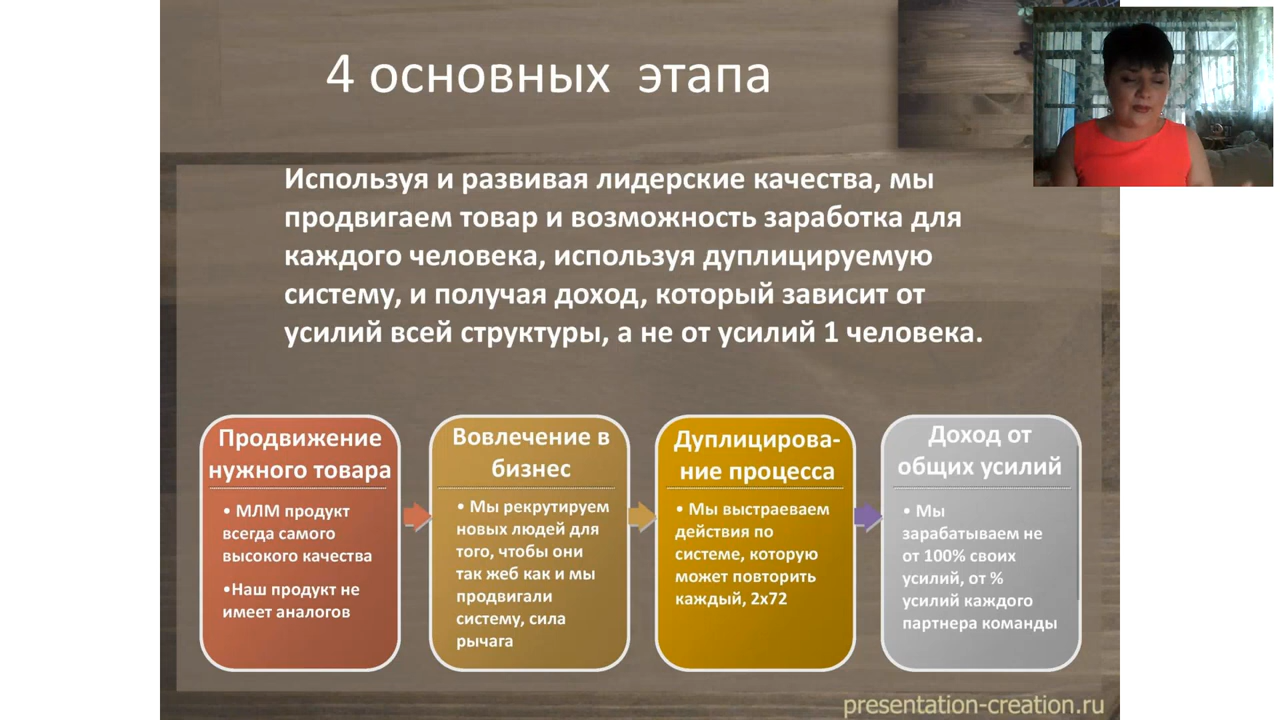 4 основных этапа
Используя и развивая лидерские качества, мы
продвигаем товар и возможность заработка для
каждого человека, используя дуплицируемую
систему, и получая доход, который зависит от
усилий всей структуры, а не от усилий 1 человека.
Продвижение
нужного товара
• МЛМ продукт
всегда самого
высокого качества
•Наш продукт не
имеет аналогов
Вовлечение в
бизнес
• Мы рекрутируем
новых людей для
того, чтобы они
так жеб как и мы
продвигали
систему, сила
рычага
Дуплицирова-
ние процесса
• Мы выстраеваем
действия по
системе, которую
может повторить
каждый, 2х72
Доход от
общих усилий
• Мы
зарабатываем не
от 100% своих
усилий, от %
усилий каждого
партнера команды
presentation-creation.ru